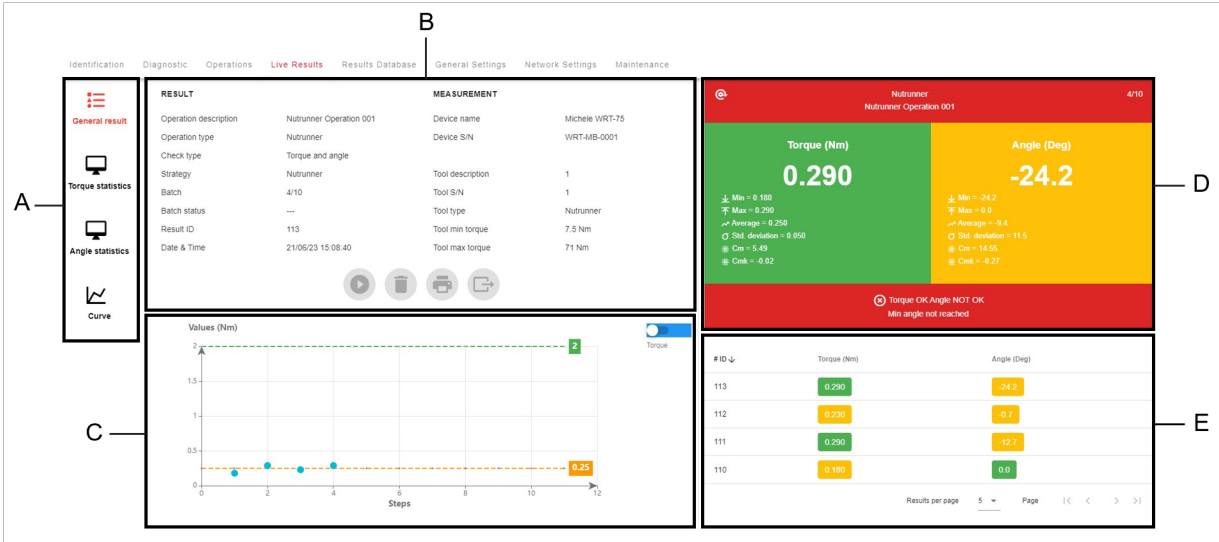 B
Identification Diagnostic Operations Live Results Results Database General Settings Network Settings Maintenance
A
General result
Torque statistics
Angle statistics
Curve
RESULT MEASUREMENT
Operation description Nutrunner Operation 001 Device name Michele WRT-75
Operation type Nutrunner Device S/N WRT-MB-0001
Check type Torque and angle
Strategy Nutrunner Tool description 1
Batch 4/10 Tool S/N 1
Batch status --- Tool type Nutrunner
Result ID 113 Tool min torque 7.5 Nm
Date & Time 21/06/23 15:08:40 Tool max torque 71 Nm
Nutrunner 4/10
Nutrunner Operation 001
Torque (Nm) Angle (Deg)
0.290 -24.2
Min = 0.180 Min = -24.2
Max = 0.290 Max = 0.0
Average = 0.250 Average = -9.4
Std. deviation = 0.050 Std. deviation = 11.5
Cm = 5.49 Cm = 14.55
Cmk = -0.02 Cmk = -0.27
Torque OK Angle NOT OK
Min angle not reached
D
C
Values (Nm)
Torque
2 2
1.5
1
0.5
0.25
0
0 2 4 6 8 10 12
Steps
# ID Torque (Nm) Angle (Deg)
113 0.290 -24.2
112 0.230 -0.7
111 0.290 -12.7
110 0.180 0.0
Results per page 5 Page
E